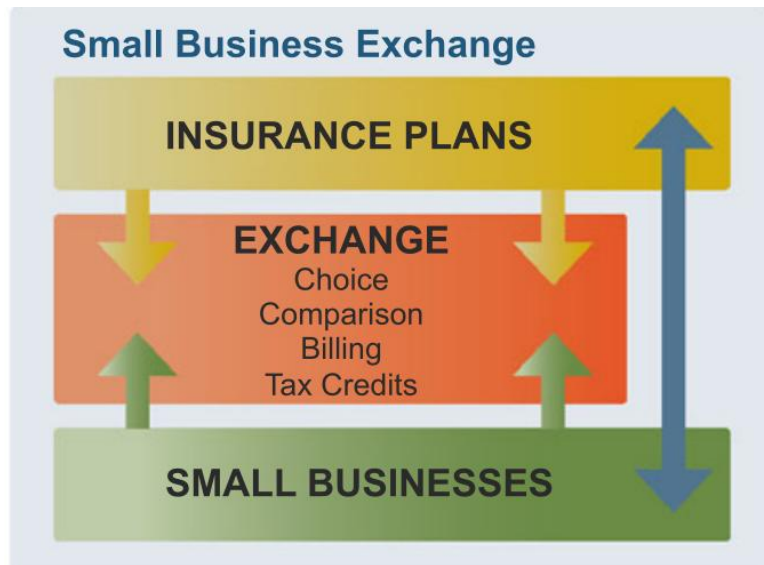 Small Business Exchange
INSURANCE PLANS
EXCHANGE
Choice
Comparison
Billing
Tax Credits
SMALL BUSINESSES